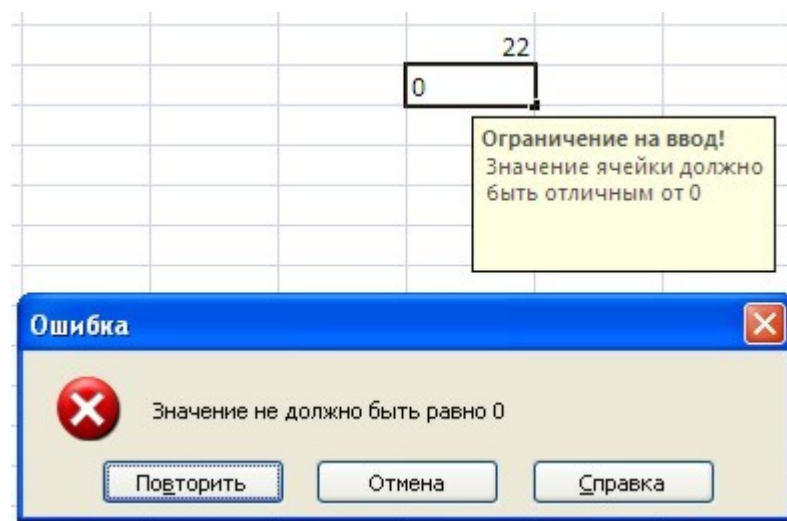 22
0
Ограничение на ввод!
Значение ячейки должно
быть отличным от 0
Ошибка
Значение не должно быть равно 0
Повторить
Отмена
Справка